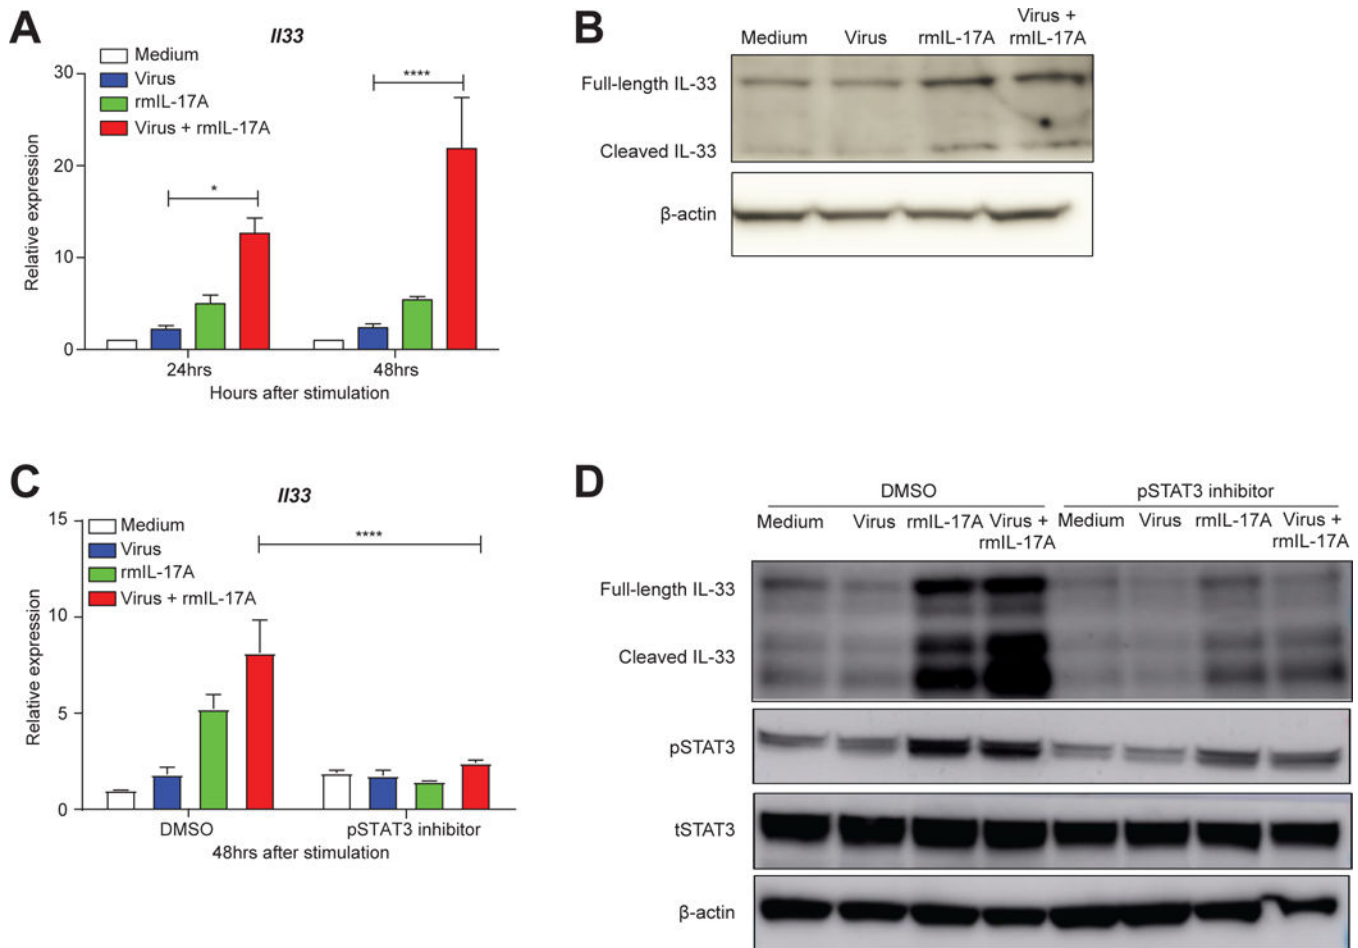 A
Il33
Medium
Virus
rmIL-17A
Virus + rmIL-17A
Relative expression
30
20
10
0
*
****
24hrs
48hrs
Hours after stimulation
B
Medium
Virus
rmIL-17A
Virus +
rmIL-17A
Full-length IL-33
Cleaved IL-33
β-actin
C
Il33
Medium
Virus
rmIL-17A
Virus + rmIL-17A
Relative expression
15
10
5
0
****
DMSO
pSTAT3 inhibitor
48hrs after stimulation
D
DMSO
pSTAT3 inhibitor
Medium
Virus
rmIL-17A
Virus +
rmIL-17A
Medium
Virus
rmIL-17A
Virus +
rmIL-17A
Full-length IL-33
Cleaved IL-33
pSTAT3
tSTAT3
β-actin